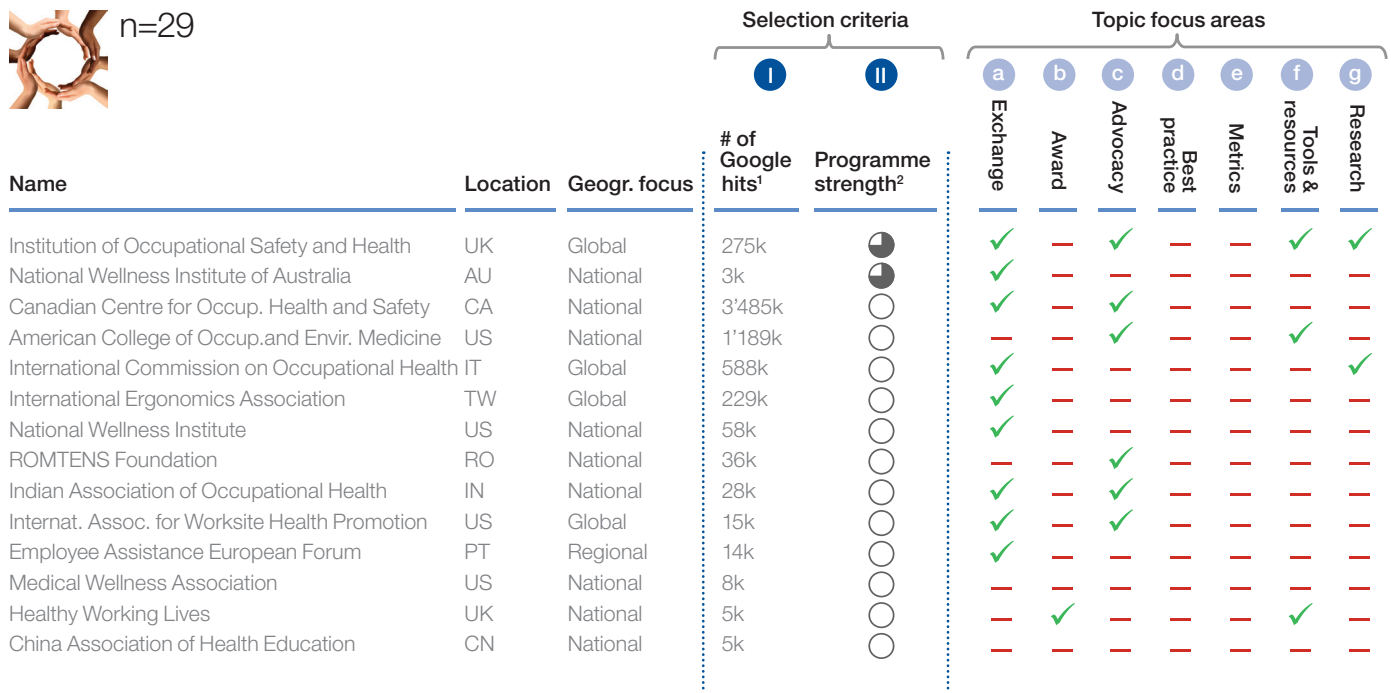 n=29
Selection criteria
Topic focus areas
I II a b c d e f g
Name
Location
Geogr. focus
# of
Google
hits¹
Programme
strength²
Exchange
Award
Advocacy
Best
practice
Metrics
Tools &
resources
Research
Institution of Occupational Safety and Health UK Global 275k
National Wellness Institute of Australia AU National 3k
Canadian Centre for Occup. Health and Safety CA National 3'485k
American College of Occup.and Envir. Medicine US National 1'189k
International Commission on Occupational Health IT Global 588k
International Ergonomics Association TW Global 229k
National Wellness Institute US National 58k
ROMTENS Foundation RO National 36k
Indian Association of Occupational Health IN National 28k
Internat. Assoc. for Worksite Health Promotion US Global 15k
Employee Assistance European Forum PT Regional 14k
Medical Wellness Association US National 8k
Healthy Working Lives UK National 5k
China Association of Health Education CN National 5k